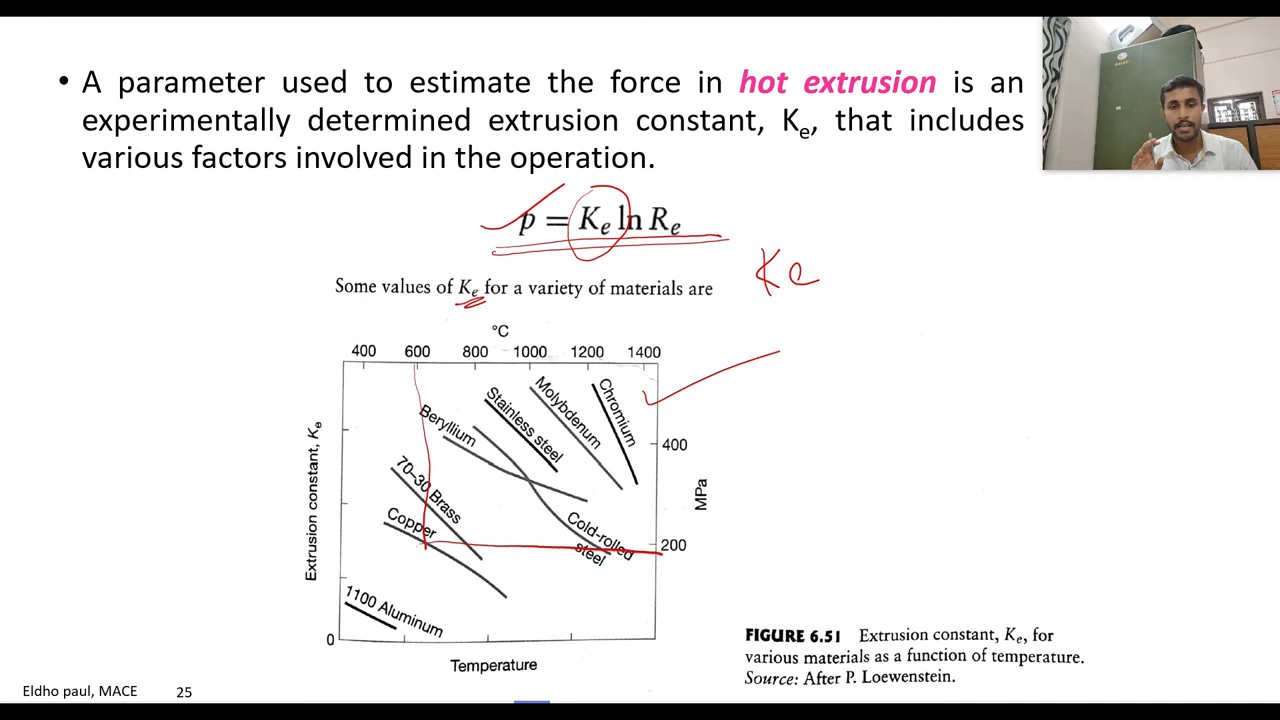 • A parameter used to estimate the force in hot extrusion is an
experimentally determined extrusion constant, Ke, that includes
various factors involved in the operation.
p = Ke ln Re
Ke
Some values of Ke for a variety of materials are
°C
400 600 800 1000 1200 1400
Chromium
Molybdenum
Stainless steel
Beryllium
400
70–30 Brass
MPa
Extrusion constant, Ke
Copper
Cold-rolled
steel
200
1100 Aluminum
0
Temperature
FIGURE 6.51 Extrusion constant, Ke, for
various materials as a function of temperature.
Source: After P. Loewenstein.
Eldho paul, MACE 25